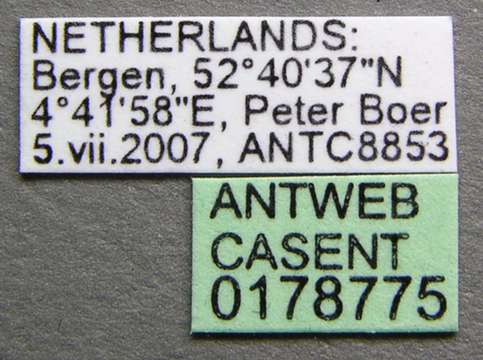 NETHERLANDS:
Bergen, 52°40'37"N
4°41'58"E, Peter Boer
5.vii.2007, ANTC8853
ANTWEB
CASENT
0178775